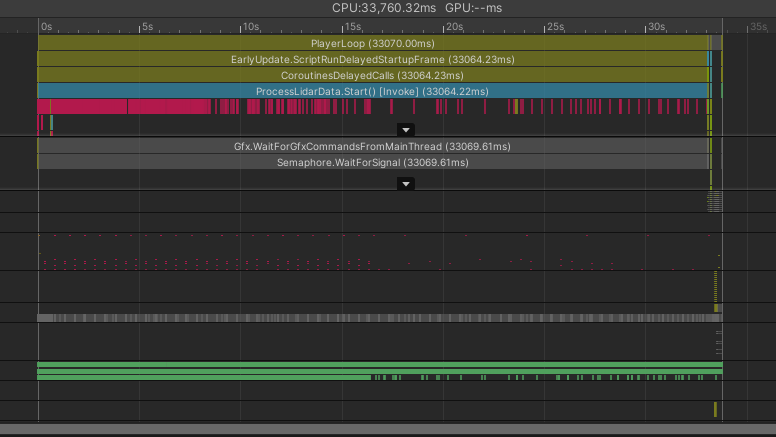 CPU:33,760.32ms GPU:--ms
0s 5s 10s 15s 20s 25s 30s 35s
PlayerLoop (33070.00ms)
EarlyUpdate.ScriptRunDelayedStartupFrame (33064.23ms)
CoroutinesDelayedCalls (33064.23ms)
ProcessLidarData.Start() [Invoke] (33064.22ms)
Gfx.WaitForGfxCommandsFromMainThread (33069.61ms)
Semaphore.WaitForSignal (33069.61ms)